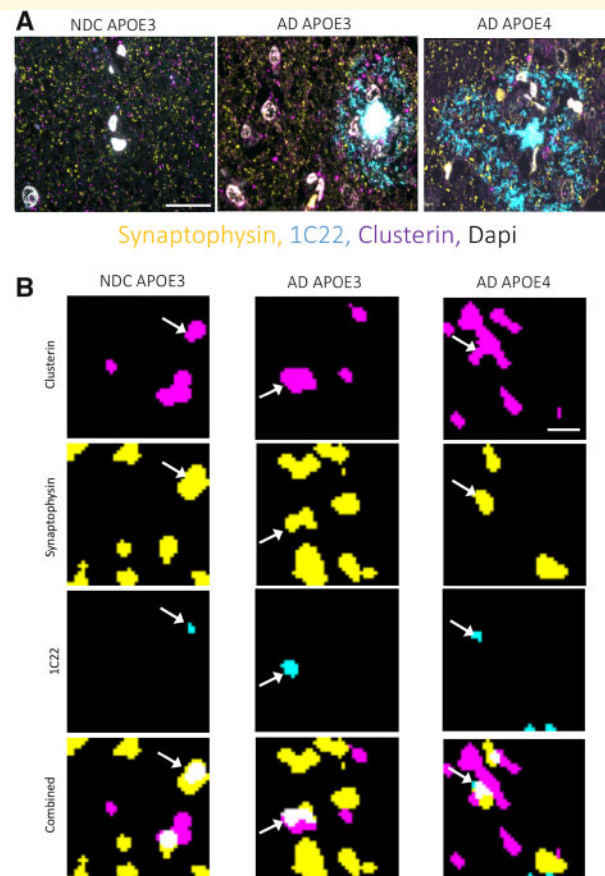 A
NDC APOE3 AD APOE3 AD APOE4
Synaptophysin, 1C22, Clusterin, Dapi
B
NDC APOE3 AD APOE3 AD APOE4
Clusterin
Synaptophysin
1C22
Combined